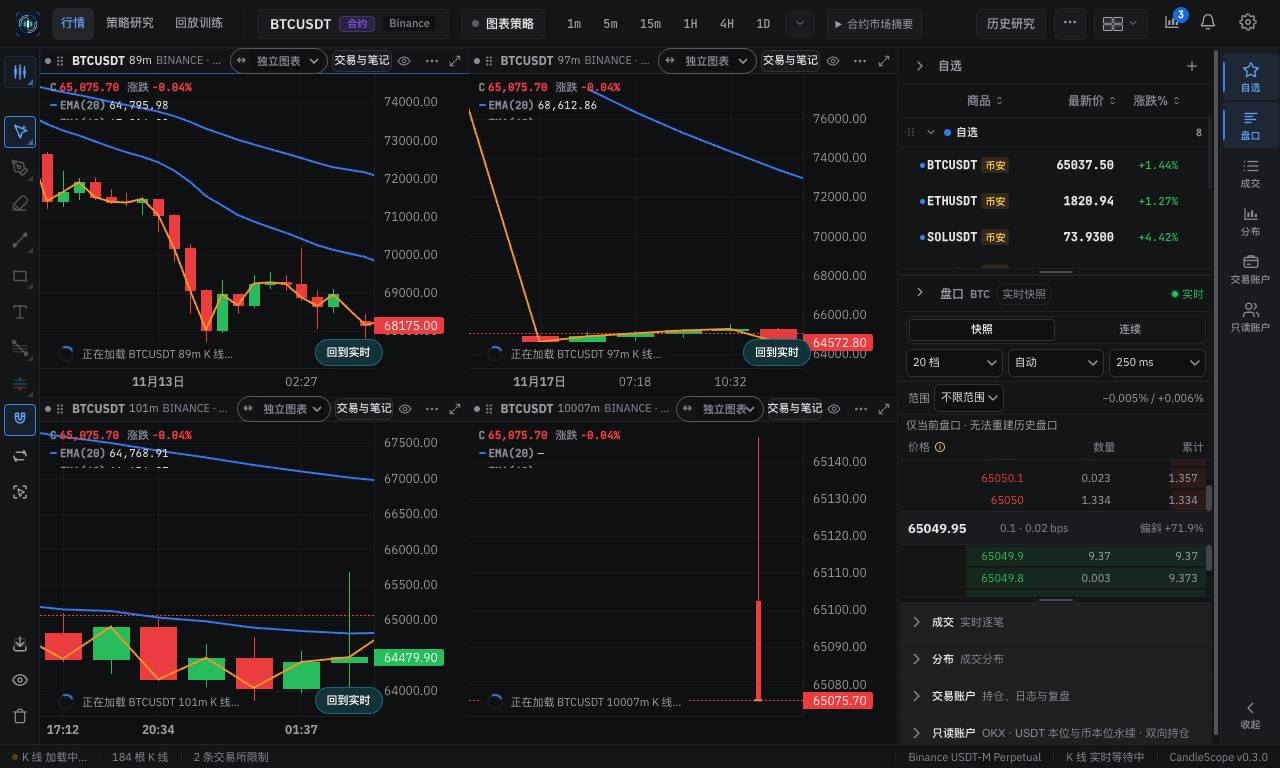 行情 策略研究 回放训练 BTCUSDT 合约 Binance 图表策略 1m 5m 15m 1H 4H 1D 合约市场摘要 历史研究 3
BTCUSDT 89m BINANCE · ... 独立图表 交易与笔记
C 65,075.70 涨跌 -0.04%
EMA(20) 64,795.98
74000.00
73000.00
72000.00
71000.00
70000.00
69000.00
68175.00
正在加载 BTCUSDT 89m K 线...
回到实时
11月13日 02:27
BTCUSDT 97m BINANCE · ... 独立图表 交易与笔记
C 65,075.70 涨跌 -0.04%
EMA(20) 68,612.86
76000.00
74000.00
72000.00
70000.00
68000.00
66000.00
64572.80
64000.00
正在加载 BTCUSDT 97m K 线...
回到实时
11月17日 07:18 10:32
BTCUSDT 101m BINANCE · ... 独立图表 交易与笔记
C 65,075.70 涨跌 -0.04%
EMA(20) 64,768.91
67500.00
67000.00
66500.00
66000.00
65500.00
65000.00
64479.90
64000.00
正在加载 BTCUSDT 101m K 线...
回到实时
17:12 20:34 01:37
BTCUSDT 10007m BINANCE · ... 独立图表 交易与笔记
C 65,075.70 涨跌 -0.04%
EMA(20) —
65140.00
65130.00
65120.00
65110.00
65100.00
65090.00
65080.00
65075.70
正在加载 BTCUSDT 10007m K 线...
自选
商品 最新价 涨跌%
自选 8
BTCUSDT 币安 65037.50 +1.44%
ETHUSDT 币安 1820.94 +1.27%
SOLUSDT 币安 73.9300 +4.42%
盘口 BTC 实时快照 实时
快照 连续
20 档 自动 250 ms
范围 不限范围 −0.005% / +0.006%
仅当前盘口 · 无法重建历史盘口
价格 数量 累计
65050.1 0.023 1.357
65050 1.334 1.334
65049.95 0.1 · 0.02 bps 偏斜 +71.9%
65049.9 9.37 9.37
65049.8 0.003 9.373
成交 实时逐笔
分布 成交分布
交易账户 持仓、日志与复盘
只读账户 OKX · USDT 本位与币本位永续 · 双向持仓
自选
盘口
成交
分布
交易账户
只读账户
收起
K 线 加载中... 184 根 K 线 2 条交易所限制 Binance USDT-M Perpetual K 线 实时等待中 CandleScope v0.3.0